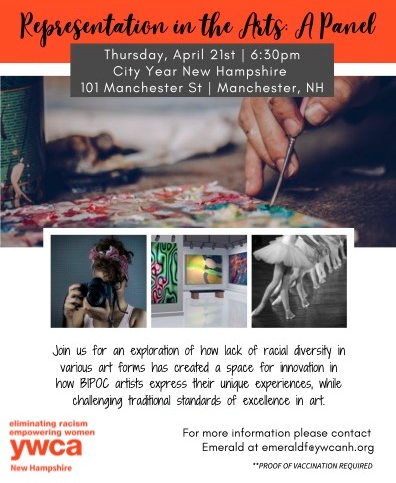 Representation in the Arts: A Panel
Thursday, April 21st | 6:30pm
City Year New Hampshire
101 Manchester St | Manchester, NH
Join us for an exploration of how lack of racial diversity in
various art forms has created a space for innovation in
how BIPOC artists express their unique experiences, while
challenging traditional standards of excellence in art.
eliminating racism
empowering women
ywca
New Hampshire
For more information please contact
Emerald at emeraldf@ywcanh.org
**PROOF OF VACCINATION REQUIRED